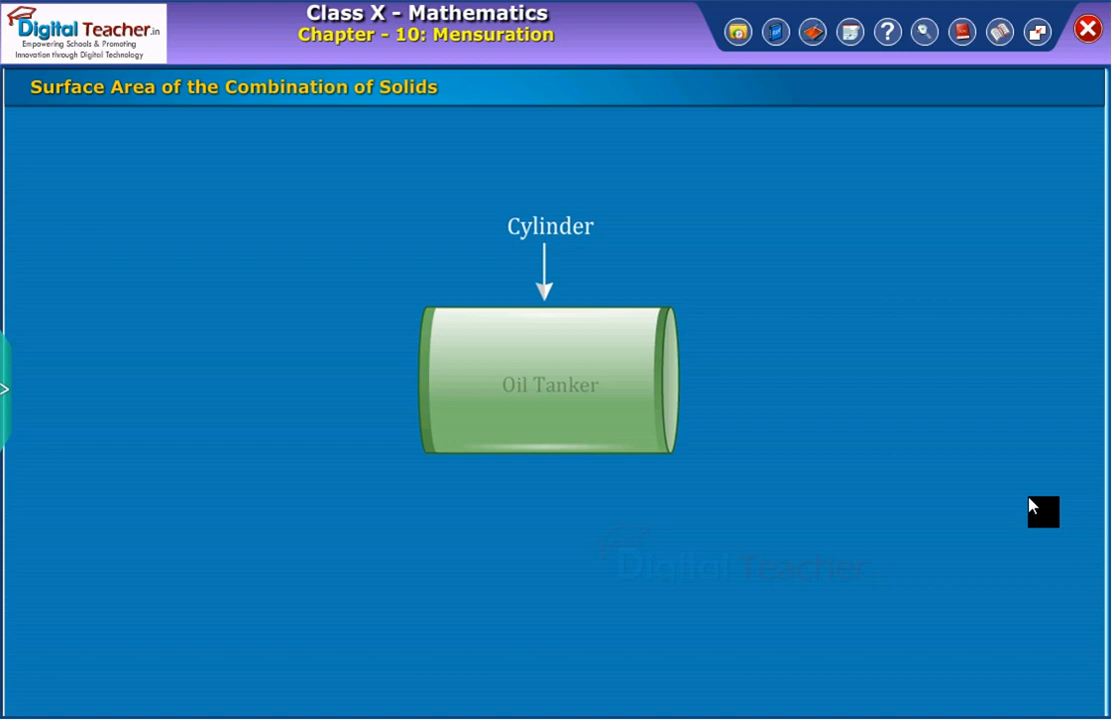 Digital Teacher.in
Empowering Schools & Promoting
Innovation through Digital Technology
Class X - Mathematics
Chapter - 10: Mensuration
Surface Area of the Combination of Solids
Cylinder
Oil Tanker
Digital Teacher